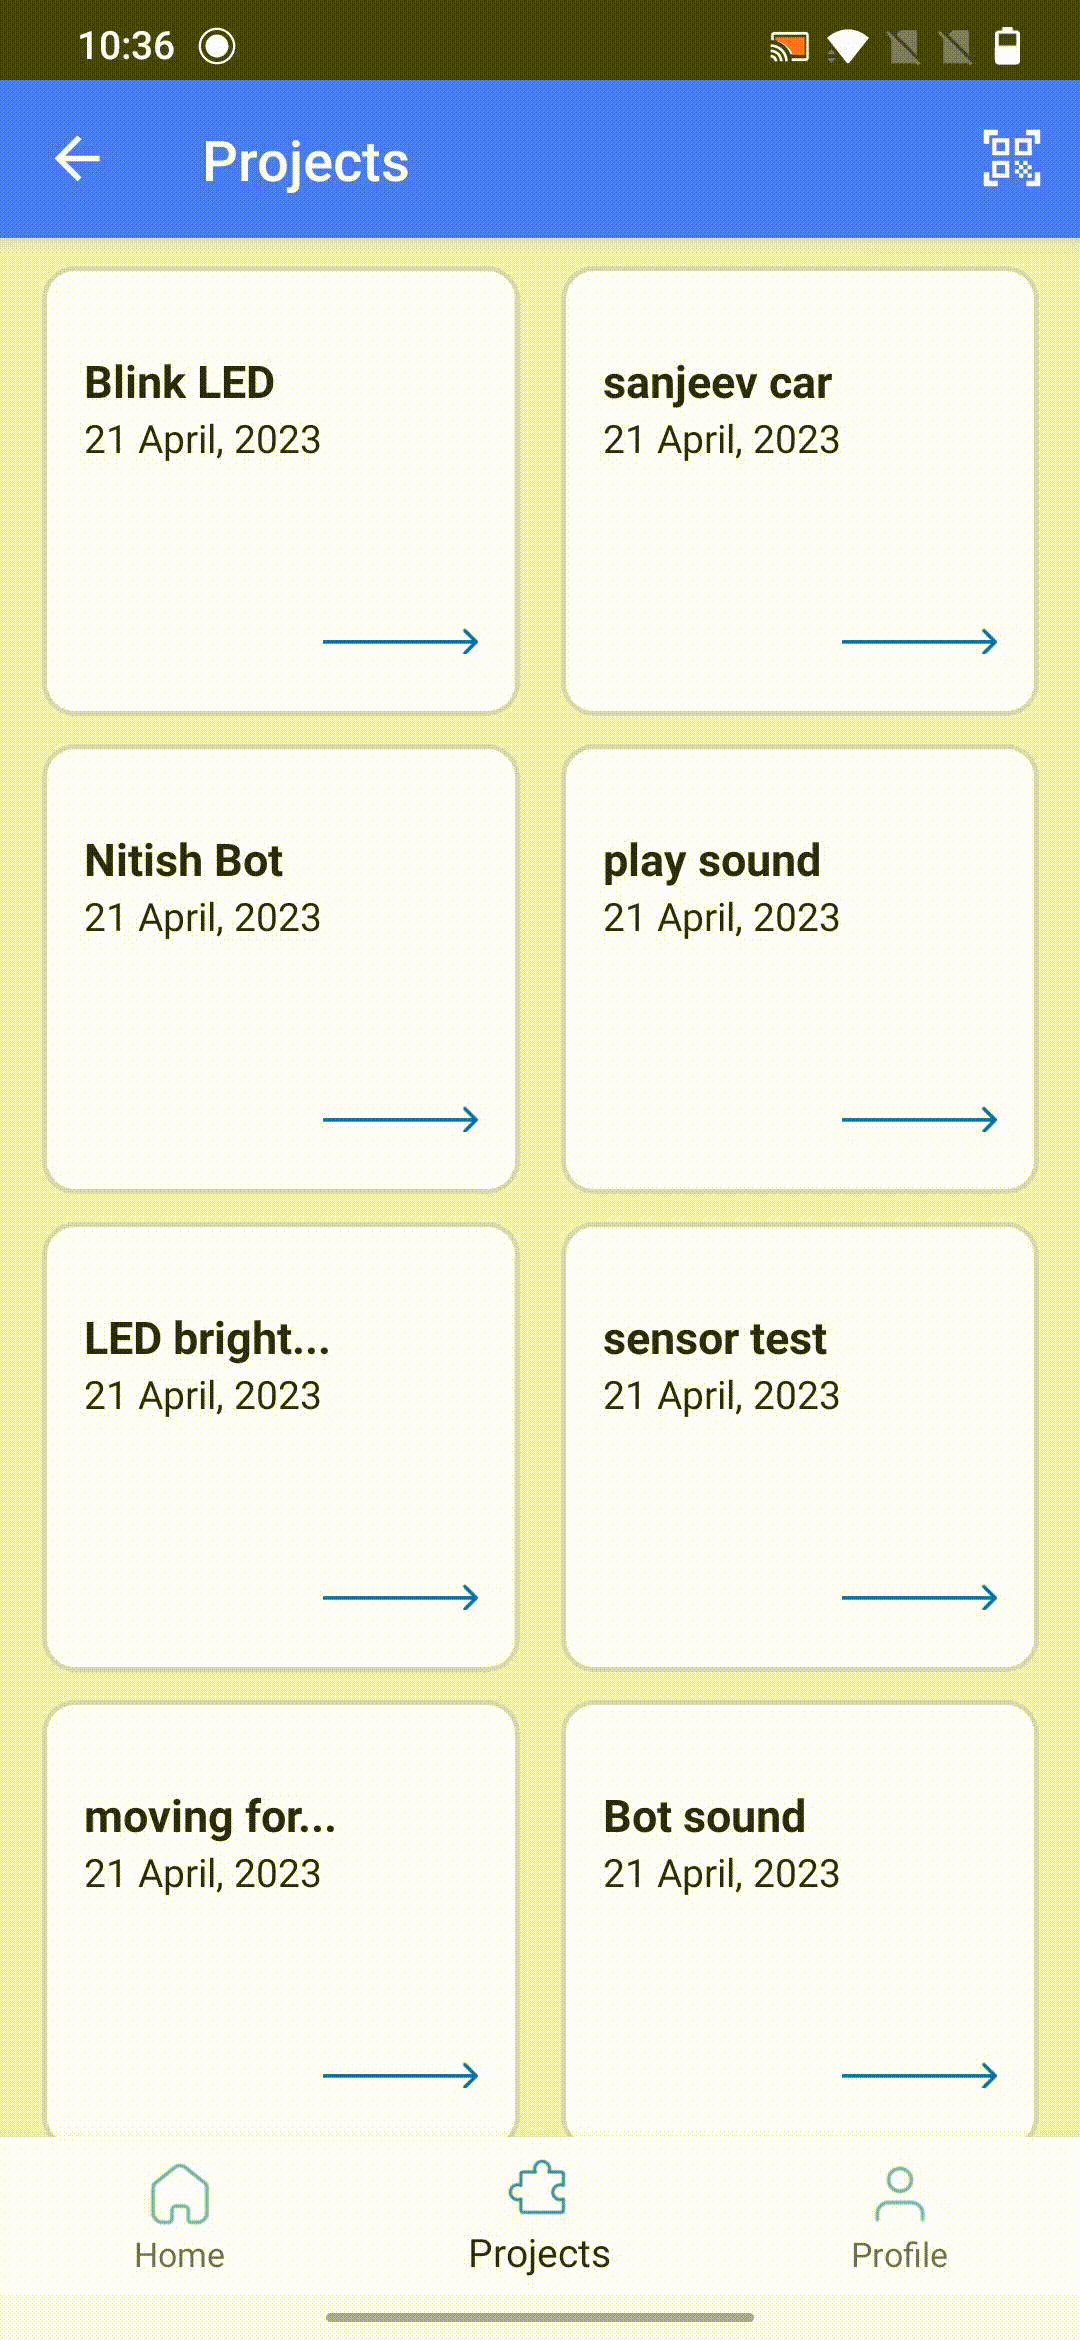 10:36
Projects
Blink LED
21 April, 2023
sanjeev car
21 April, 2023
Nitish Bot
21 April, 2023
play sound
21 April, 2023
LED bright...
21 April, 2023
sensor test
21 April, 2023
moving for...
21 April, 2023
Bot sound
21 April, 2023
Home
Projects
Profile